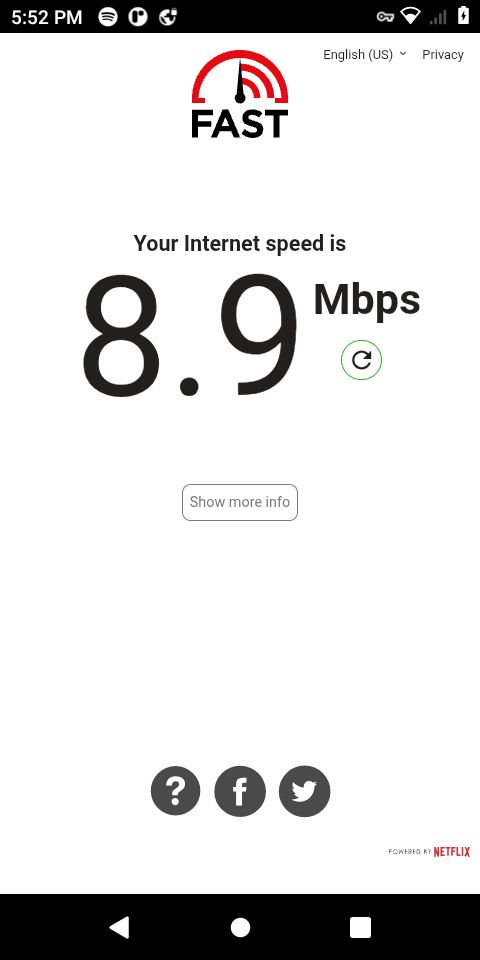 5:52 PM
English (US) Privacy
FAST
Your Internet speed is
8.9 Mbps
Show more info
?
f
POWERED BY NETFLIX